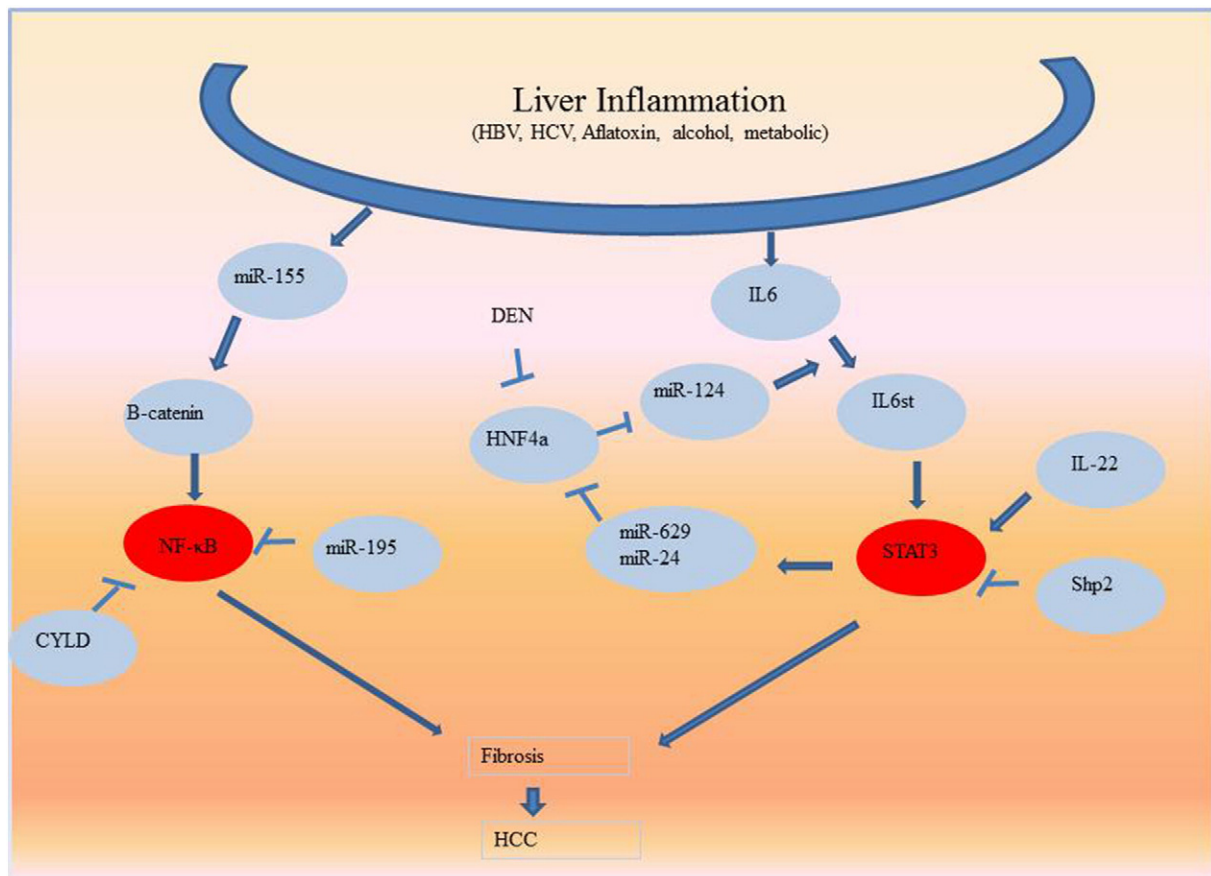 Liver Inflammation
(HBV, HCV, Aflatoxin, alcohol, metabolic)
miR-155
IL6
DEN
B-catenin
miR-124
IL6st
HNF4a
IL-22
NF-κB
miR-195
miR-629
miR-24
STAT3
Shp2
CYLD
Fibrosis
HCC